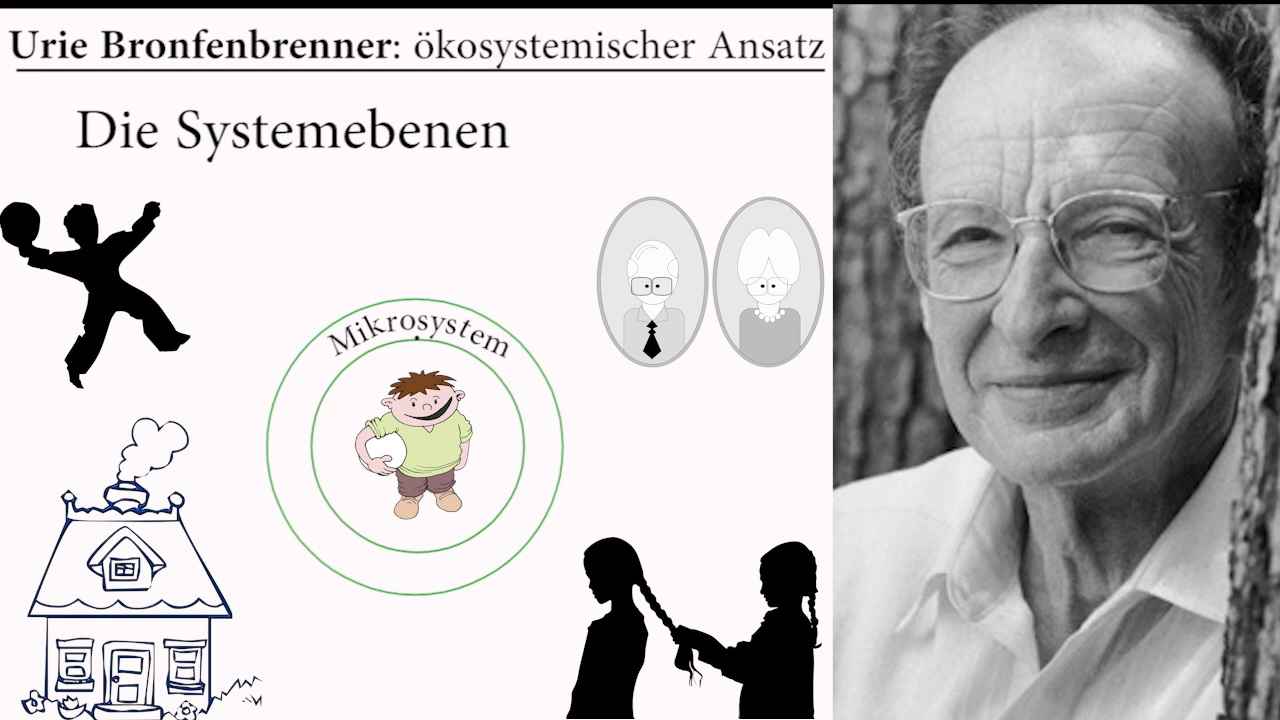 Urie Bronfenbrenner: ökosystemischer Ansatz
Die Systemebenen
Mikrosystem